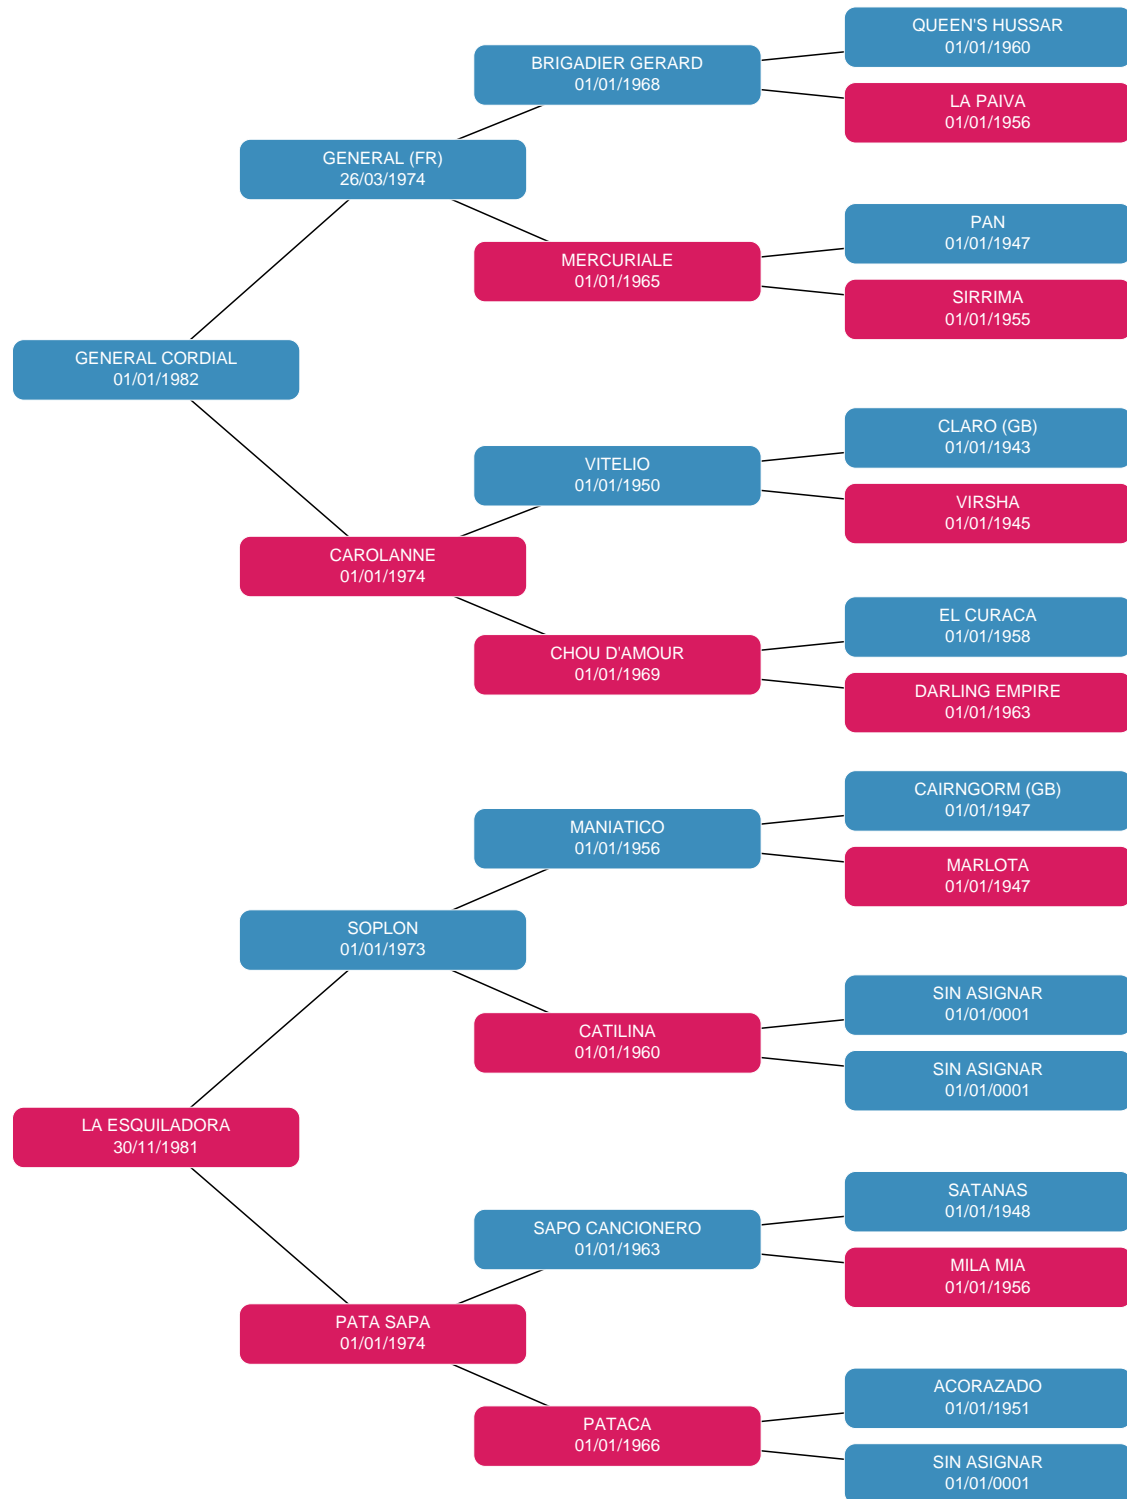 QUEEN'S HUSSAR
01/01/1960
BRIGADIER GERARD
01/01/1968
LA PAIVA
01/01/1956
GENERAL (FR)
26/03/1974
PAN
01/01/1947
MERCURIALE
01/01/1965
SIRRIMA
01/01/1955
GENERAL CORDIAL
01/01/1982
CLARO (GB)
01/01/1943
VITELIO
01/01/1950
VIRSHA
01/01/1945
CAROLANNE
01/01/1974
EL CURACA
01/01/1958
CHOU D'AMOUR
01/01/1969
DARLING EMPIRE
01/01/1963
CAIRNGORM (GB)
01/01/1947
MANIATICO
01/01/1956
MARLOTA
01/01/1947
SOPLON
01/01/1973
SIN ASIGNAR
01/01/0001
CATILINA
01/01/1960
SIN ASIGNAR
01/01/0001
LA ESQUILADORA
30/11/1981
SATANAS
01/01/1948
SAPO CANCIONERO
01/01/1963
MILA MIA
01/01/1956
PATA SAPA
01/01/1974
ACORAZADO
01/01/1951
PATACA
01/01/1966
SIN ASIGNAR
01/01/0001